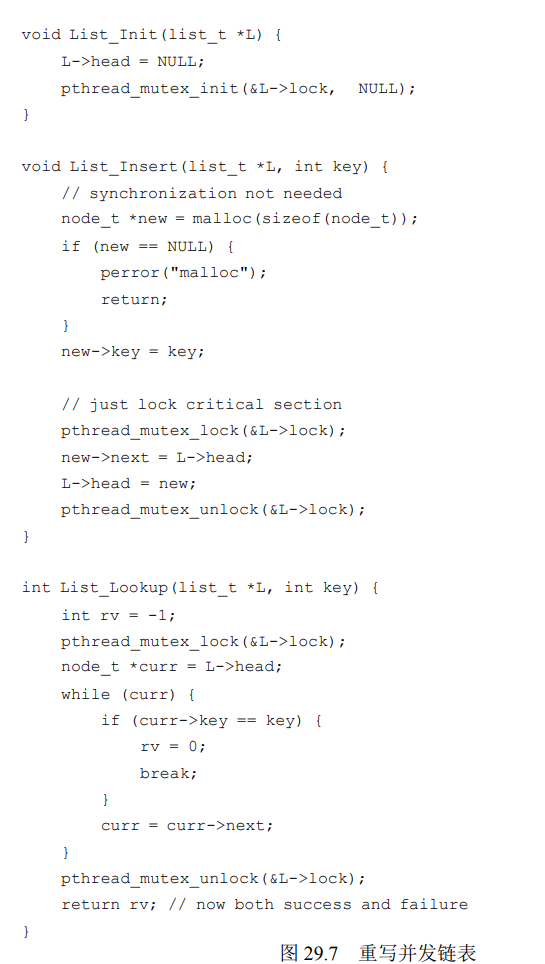 void List_Init(list_t *L) {
    L->head = NULL;
    pthread_mutex_init(&L->lock,  NULL);
}

void List_Insert(list_t *L, int key) {
    // synchronization not needed
    node_t *new = malloc(sizeof(node_t));
    if (new == NULL) {
        perror("malloc");
        return;
    }
    new->key = key;

    // just lock critical section
    pthread_mutex_lock(&L->lock);
    new->next = L->head;
    L->head = new;
    pthread_mutex_unlock(&L->lock);
}

int List_Lookup(list_t *L, int key) {
    int rv = -1;
    pthread_mutex_lock(&L->lock);
    node_t *curr = L->head;
    while (curr) {
        if (curr->key == key) {
            rv = 0;
            break;
        }
        curr = curr->next;
    }
    pthread_mutex_unlock(&L->lock);
    return rv; // now both success and failure
}
图 29.7 重写并发链表